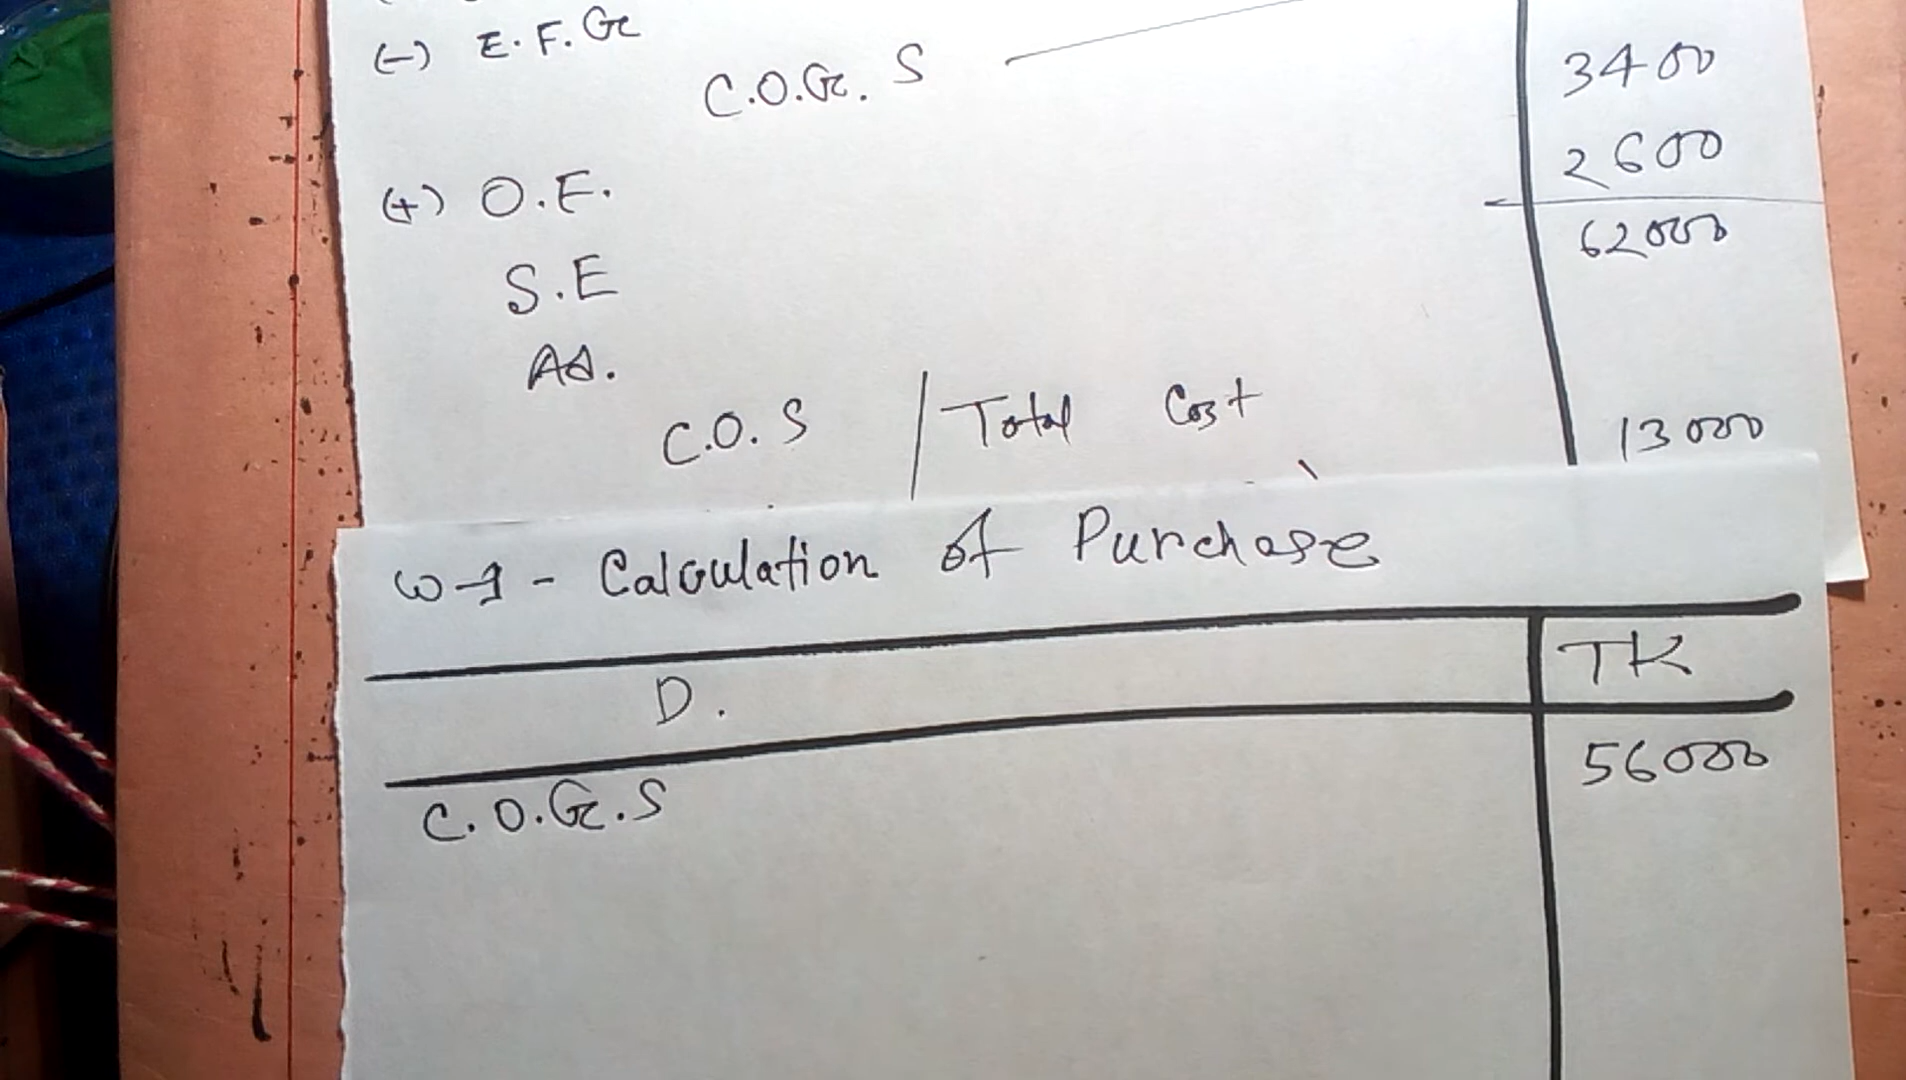 (-) E. F. G
C.O.G. S
3400
2600
(+) O.E.
62000
S.E
Ad.
C.O. S / Total Cost
13000
W-1 - Calculation of Purchase
D. TK
C.O.G.S 56000